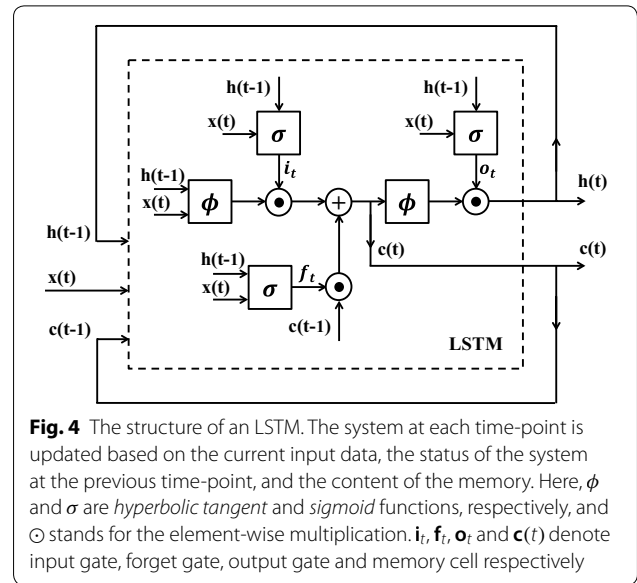 h(t-1)
h(t-1)
x(t)
σ
x(t)
σ
i_t
o_t
h(t-1)
x(t)
ϕ
+
ϕ
h(t)
h(t-1)
h(t-1)
x(t)
σ
f_t
c(t)
c(t)
x(t)
c(t-1)
c(t-1)
LSTM
Fig. 4 The structure of an LSTM. The system at each time-point is
updated based on the current input data, the status of the system
at the previous time-point, and the content of the memory. Here, ϕ
and σ are hyperbolic tangent and sigmoid functions, respectively, and
⊙ stands for the element-wise multiplication. i_t, f_t, o_t and c(t) denote
input gate, forget gate, output gate and memory cell respectively